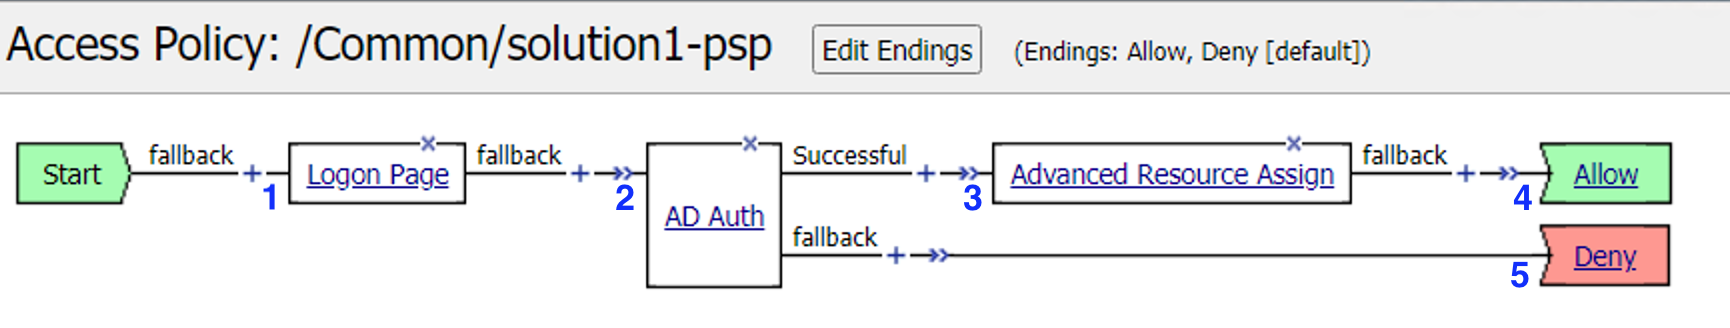 Access Policy: /Common/solution1-psp Edit Endings (Endings: Allow, Deny [default])
Start fallback + 1 Logon Page × fallback + 2 AD Auth × Successful + 3 Advanced Resource Assign × fallback + 4 Allow
fallback + 5 Deny